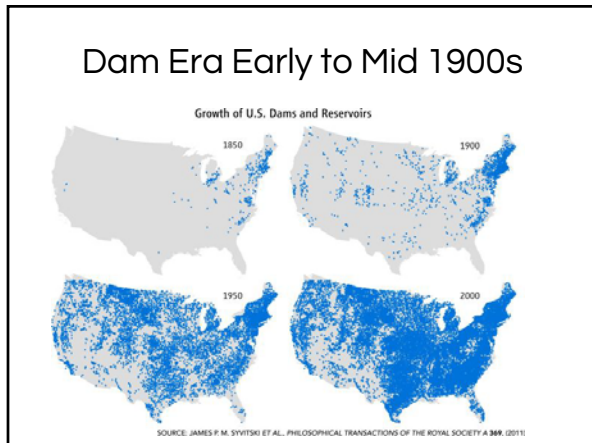 Dam Era Early to Mid 1900s
Growth of U.S. Dams and Reservoirs
1850
1900
1950
2000
SOURCE: JAMES P. M. SYVITSKI ET AL., PHILOSOPHICAL TRANSACTIONS OF THE ROYAL SOCIETY A 369, (2011)